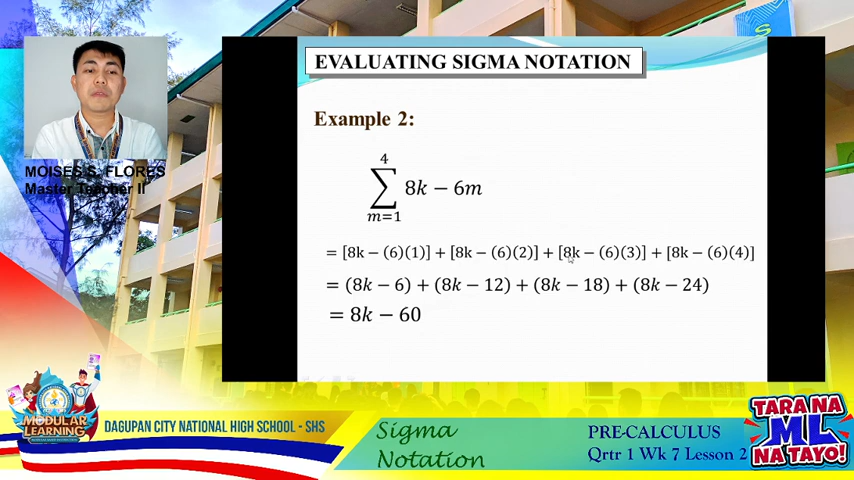 EVALUATING SIGMA NOTATION
Example 2:
4
∑ 8k − 6m
m=1
= [8k − (6)(1)] + [8k − (6)(2)] + [8k − (6)(3)] + [8k − (6)(4)]
= (8k − 6) + (8k − 12) + (8k − 18) + (8k − 24)
= 8k − 60
MOISES S. FLORES
Master Teacher II
MODULAR
LEARNING
DAGUPAN CITY NATIONAL HIGH SCHOOL - SHS
Sigma
Notation
PRE-CALCULUS
Qrtr 1 Wk 7 Lesson 2
TARA NA
ML
NA TAYO!